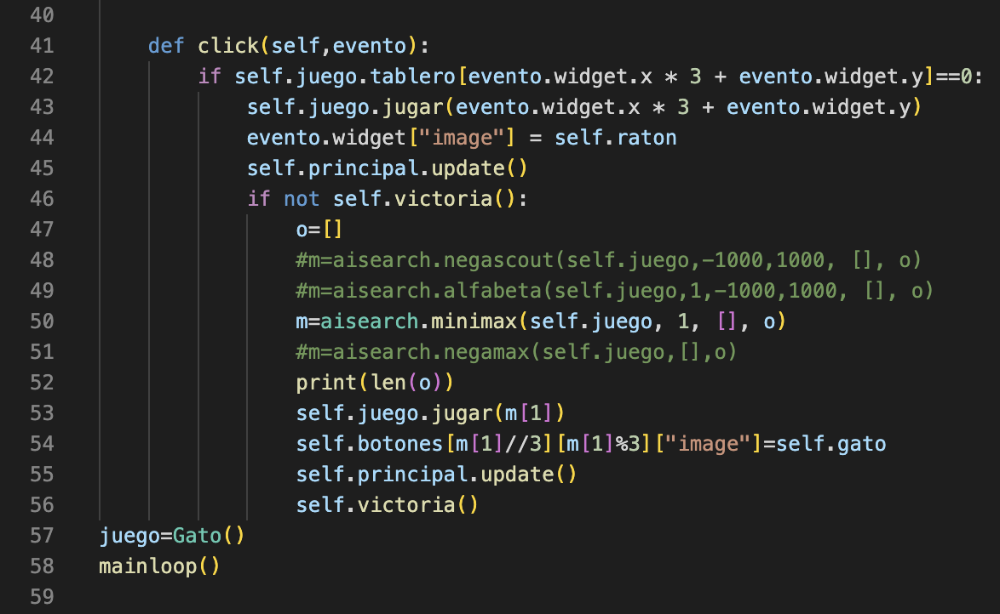 40
41 def click(self,evento):
42 if self.juego.tablero[evento.widget.x * 3 + evento.widget.y]==0:
43 self.juego.jugar(evento.widget.x * 3 + evento.widget.y)
44 evento.widget["image"] = self.raton
45 self.principal.update()
46 if not self.victoria():
47 o=[]
48 #m=aisearch.negascout(self.juego,-1000,1000, [], o)
49 #m=aisearch.alfabeta(self.juego,1,-1000,1000, [], o)
50 m=aisearch.minimax(self.juego, 1, [], o)
51 #m=aisearch.negamax(self.juego,[],o)
52 print(len(o))
53 self.juego.jugar(m[1])
54 self.botones[m[1]//3][m[1]%3]["image"]=self.gato
55 self.principal.update()
56 self.victoria()
57 juego=Gato()
58 mainloop()
59